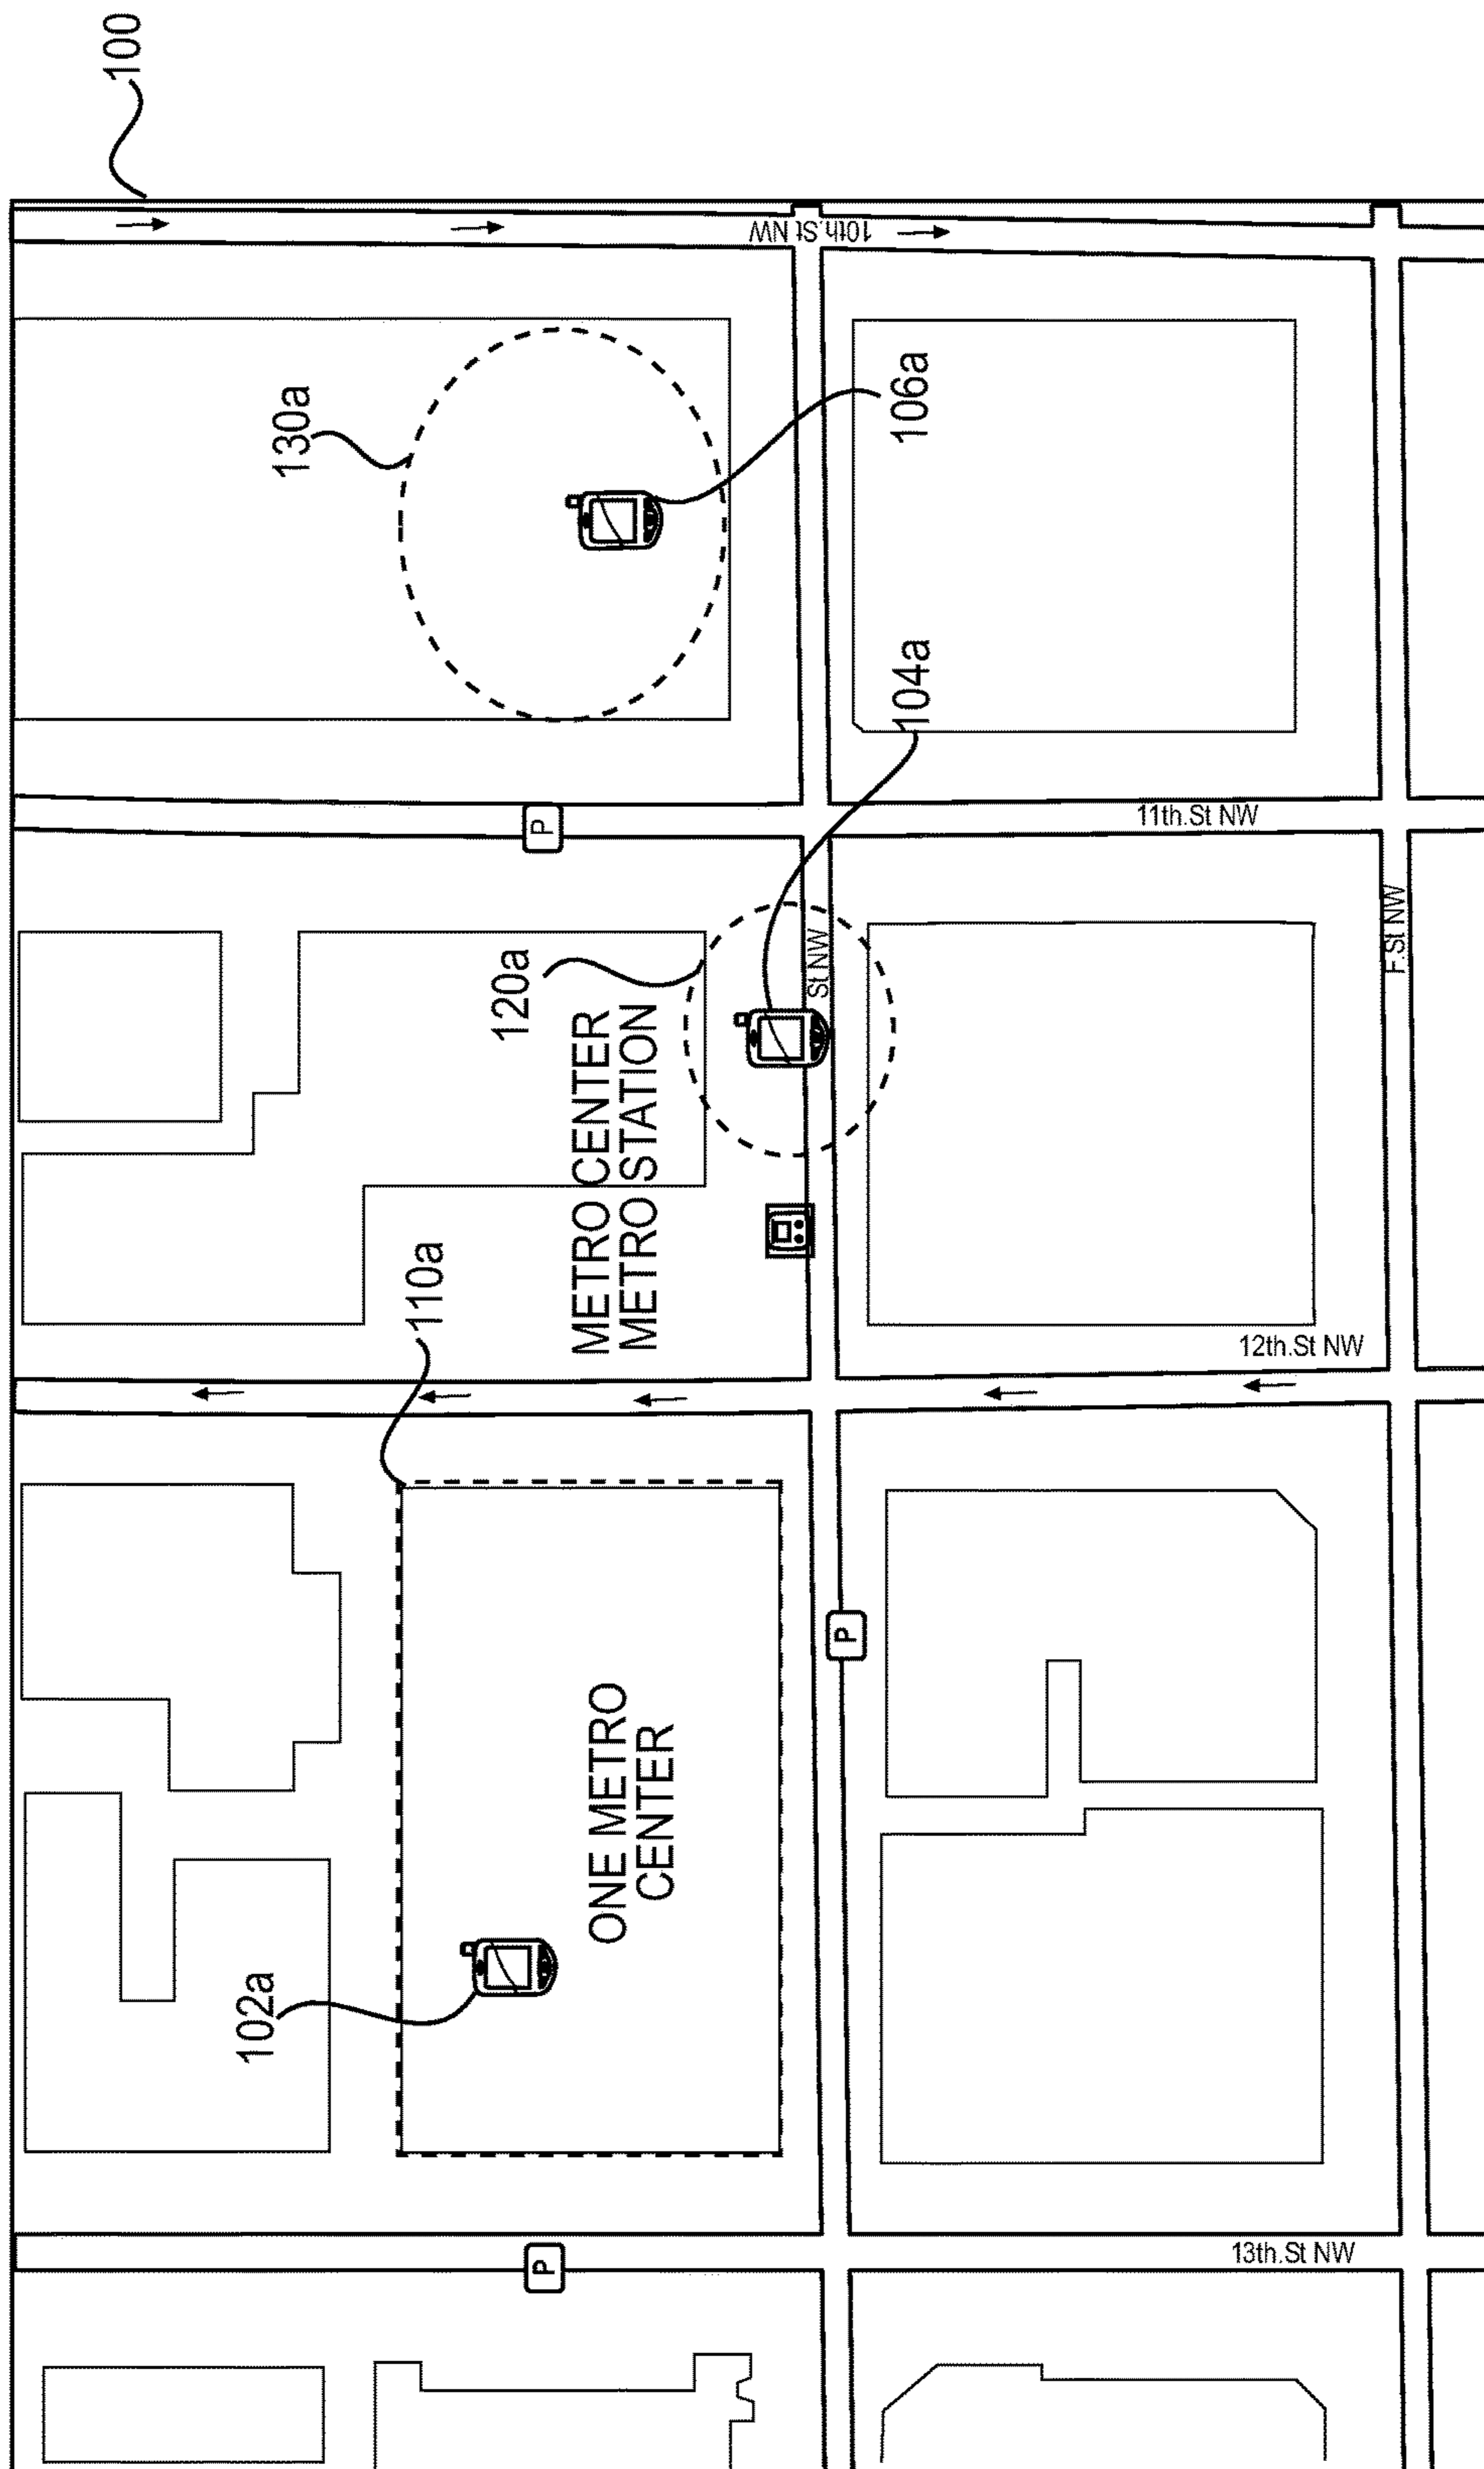 100
10th.St NW
130a
106a
104a
P
11th.St NW
120a
St NW
F.St NW
METRO CENTER
METRO STATION
110a
12th.St NW
P
ONE METRO
CENTER
102a
13th.St NW
P